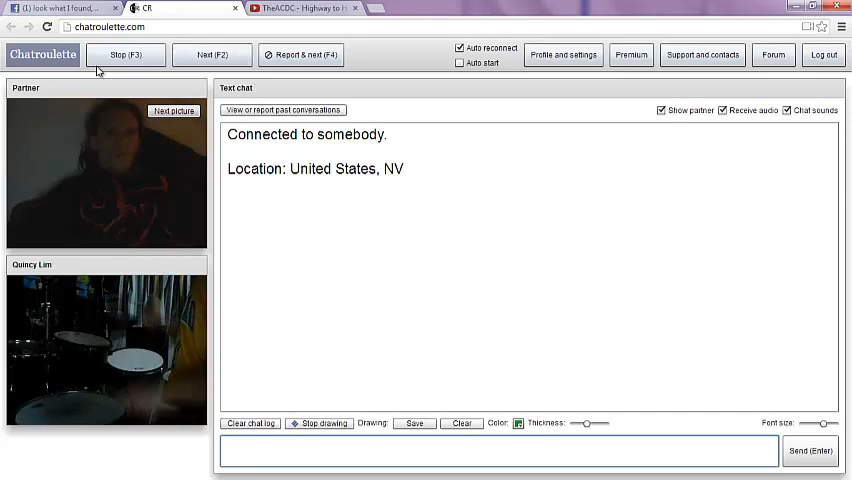 (1) look what I found,...
CR
TheACDC - Highway to H
chatroulette.com
Chatroulette
Stop (F3)
Next (F2)
Report & next (F4)
Auto reconnect
Auto start
Profile and settings
Premium
Support and contacts
Forum
Log out
Partner
Next picture
Text chat
View or report past conversations
Show partner
Receive audio
Chat sounds
Connected to somebody.
Location: United States, NV
Quincy Lim
Clear chat log
Stop drawing
Drawing:
Save
Clear
Color:
Thickness:
Font size:
Send (Enter)